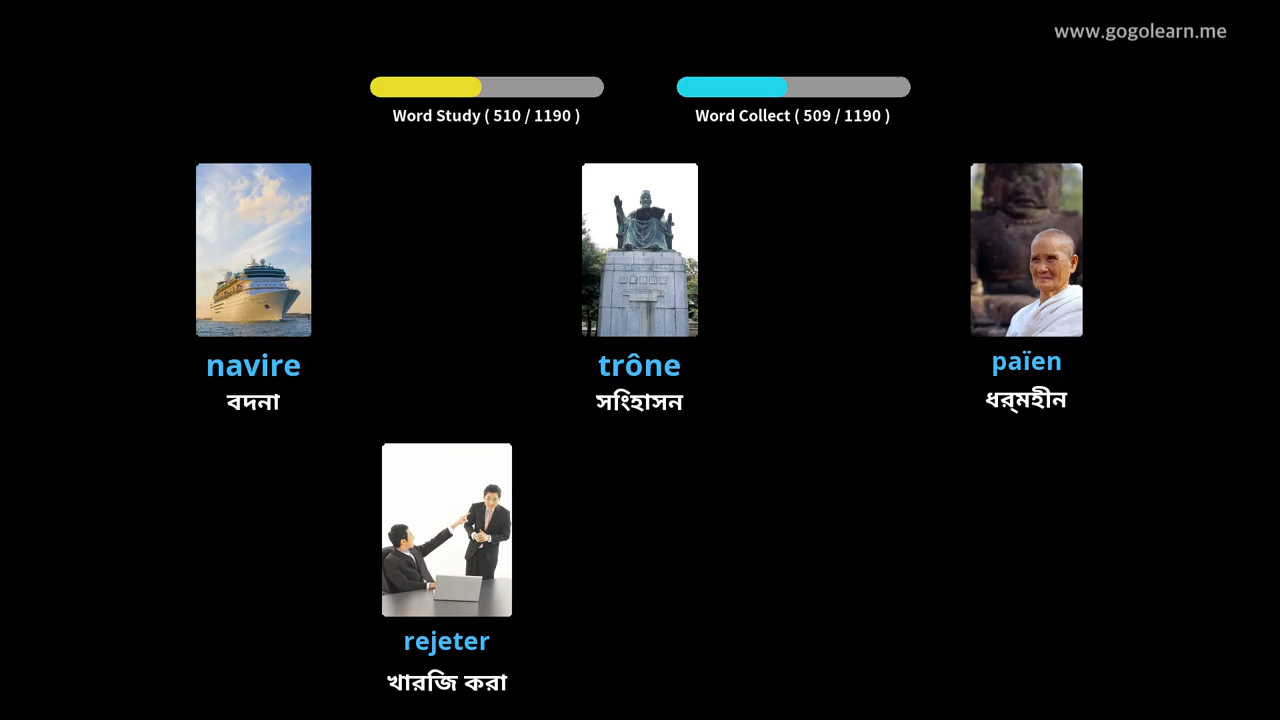 www.gogolearn.me
Word Study ( 510 / 1190 )
Word Collect ( 509 / 1190 )
navire
বদনা
trône
সিংহাসন
païen
ধর্মহীন
rejeter
খারজি করা